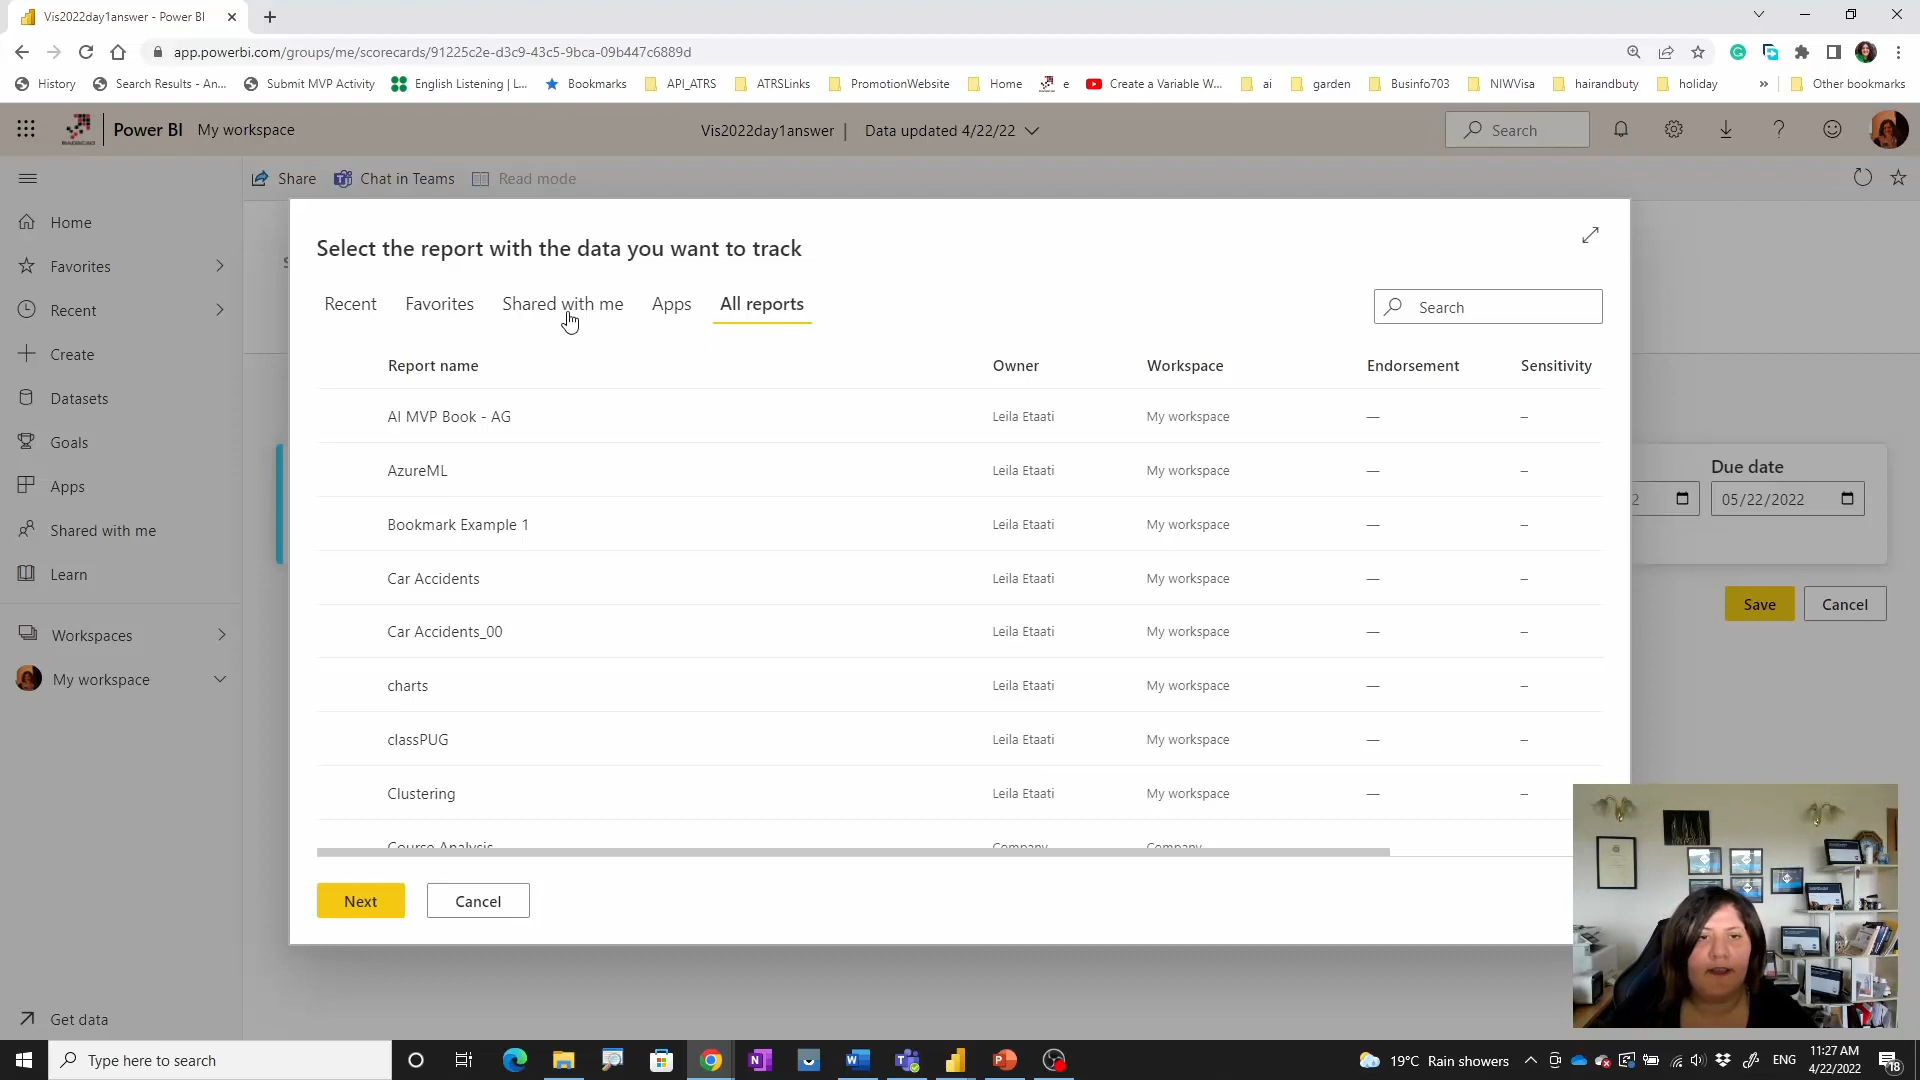 Vis2022day1answer - Power BI
app.powerbi.com/groups/me/scorecards/91225c2e-d3c9-43c5-9bca-09b447c6889d
History Search Results - An... Submit MVP Activity English Listening | L... Bookmarks API_ATRS ATRSLinks PromotionWebsite Home e Create a Variable W... ai garden Businfo703 NIWVisa hairandbuty holiday » Other bookmarks
Power BI My workspace Vis2022day1answer | Data updated 4/22/22 Search
Share Chat in Teams Read mode
Home
Favorites
Recent
Create
Datasets
Goals
Apps
Shared with me
Learn
Workspaces
My workspace
Get data
Select the report with the data you want to track
Recent Favorites Shared with me Apps All reports Search
Report name Owner Workspace Endorsement Sensitivity
AI MVP Book - AG Leila Etaati My workspace — –
AzureML Leila Etaati My workspace — –
Bookmark Example 1 Leila Etaati My workspace — –
Car Accidents Leila Etaati My workspace — –
Car Accidents_00 Leila Etaati My workspace — –
charts Leila Etaati My workspace — –
classPUG Leila Etaati My workspace — –
Clustering Leila Etaati My workspace — –
Course Analysis Company Company
Next Cancel
Due date
2 05/22/2022
Save Cancel
Type here to search
19°C Rain showers ENG 11:27 AM
4/22/2022 18